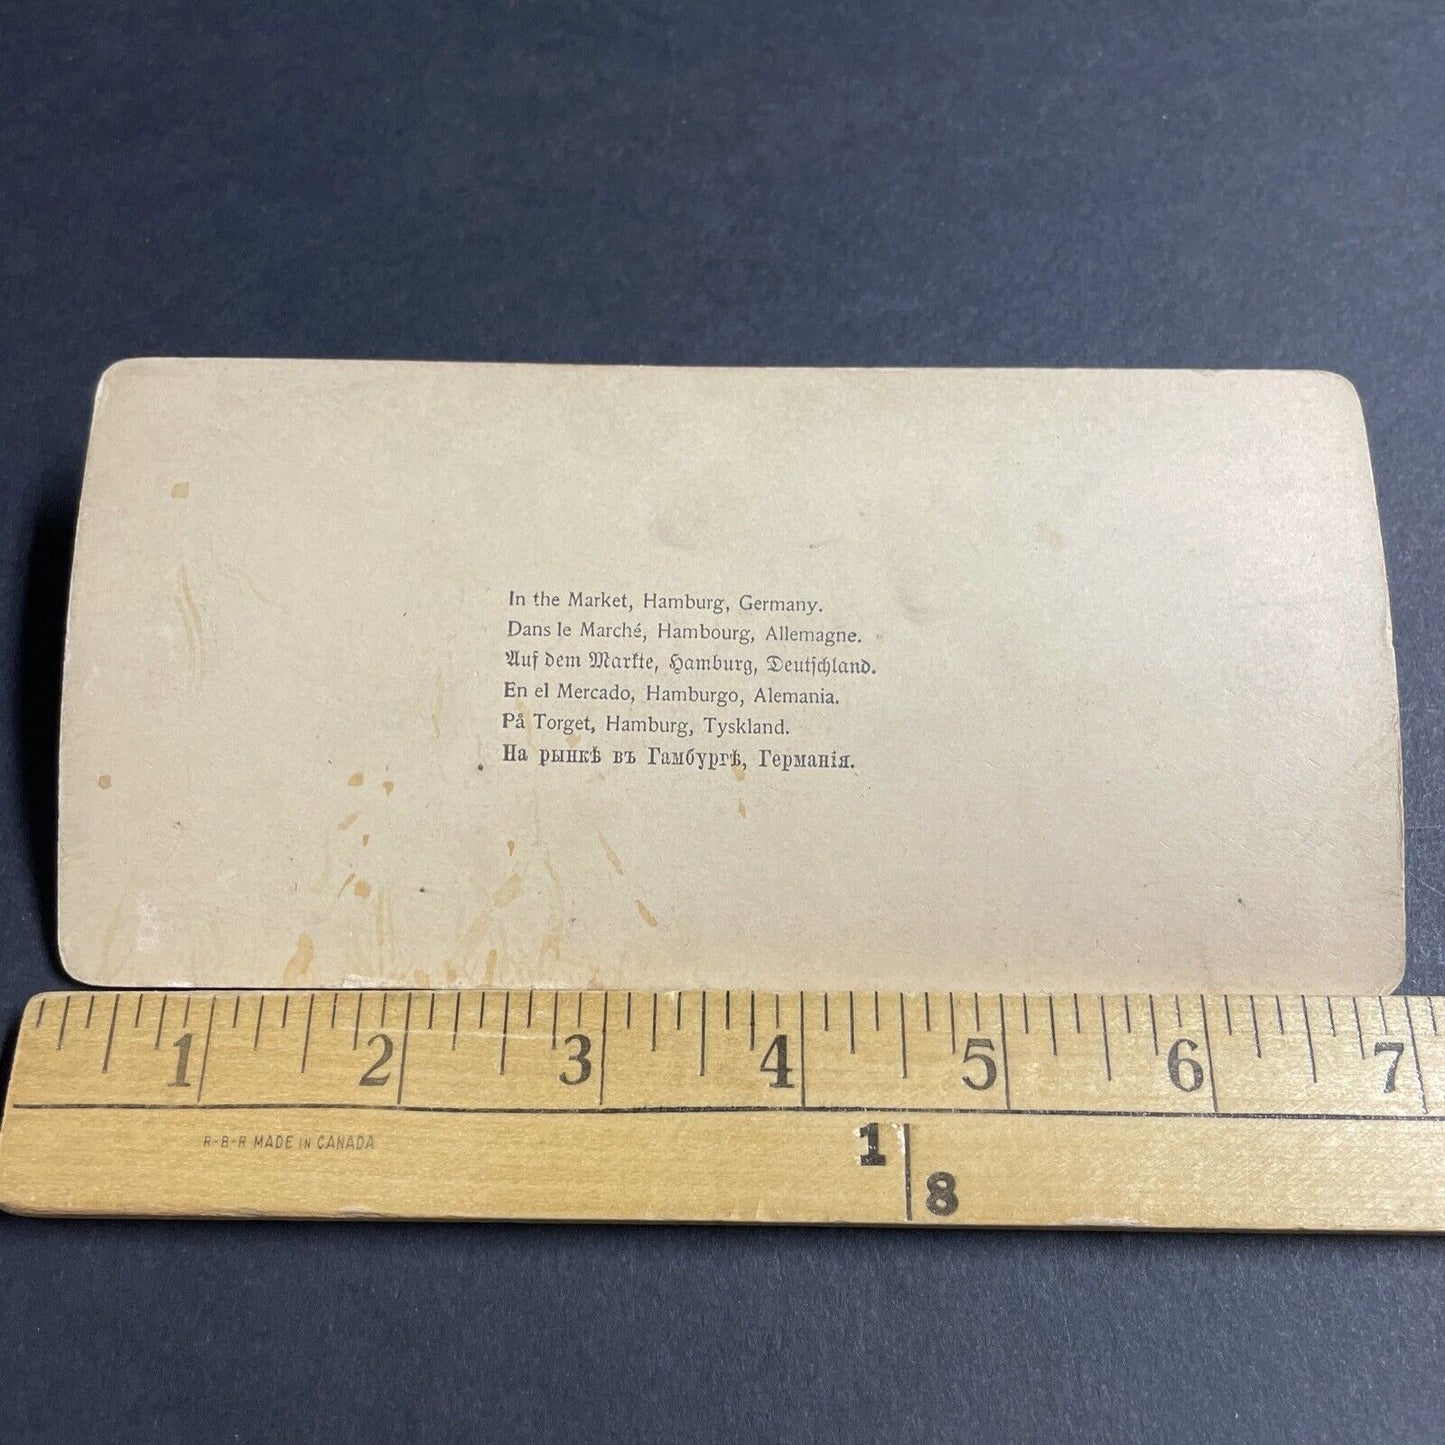 In the Market, Hamburg, Germany.
Dans le Marché, Hambourg, Allemagne.
Auf dem Markte, Hamburg, Deutschland.
En el Mercado, Hamburgo, Alemania.
På Torget, Hamburg, Tyskland.
На рынкѣ въ Гамбургѣ, Германія.
1 2 3 4 5 6 7
R-B-R MADE IN CANADA
1
8